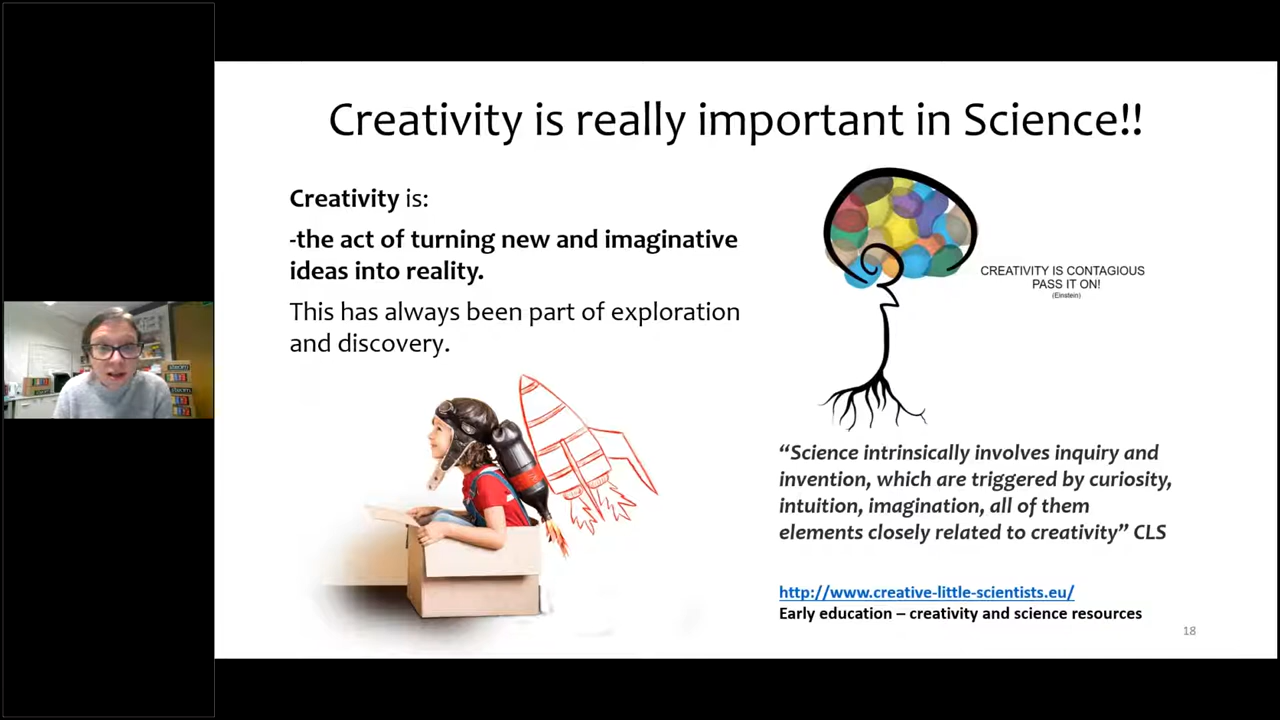 Creativity is really important in Science!!
Creativity is:
-the act of turning new and imaginative
ideas into reality.
This has always been part of exploration
and discovery.
CREATIVITY IS CONTAGIOUS
PASS IT ON!
(Einstein)
“Science intrinsically involves inquiry and
invention, which are triggered by curiosity,
intuition, imagination, all of them
elements closely related to creativity” CLS
http://www.creative-little-scientists.eu/
Early education – creativity and science resources
18